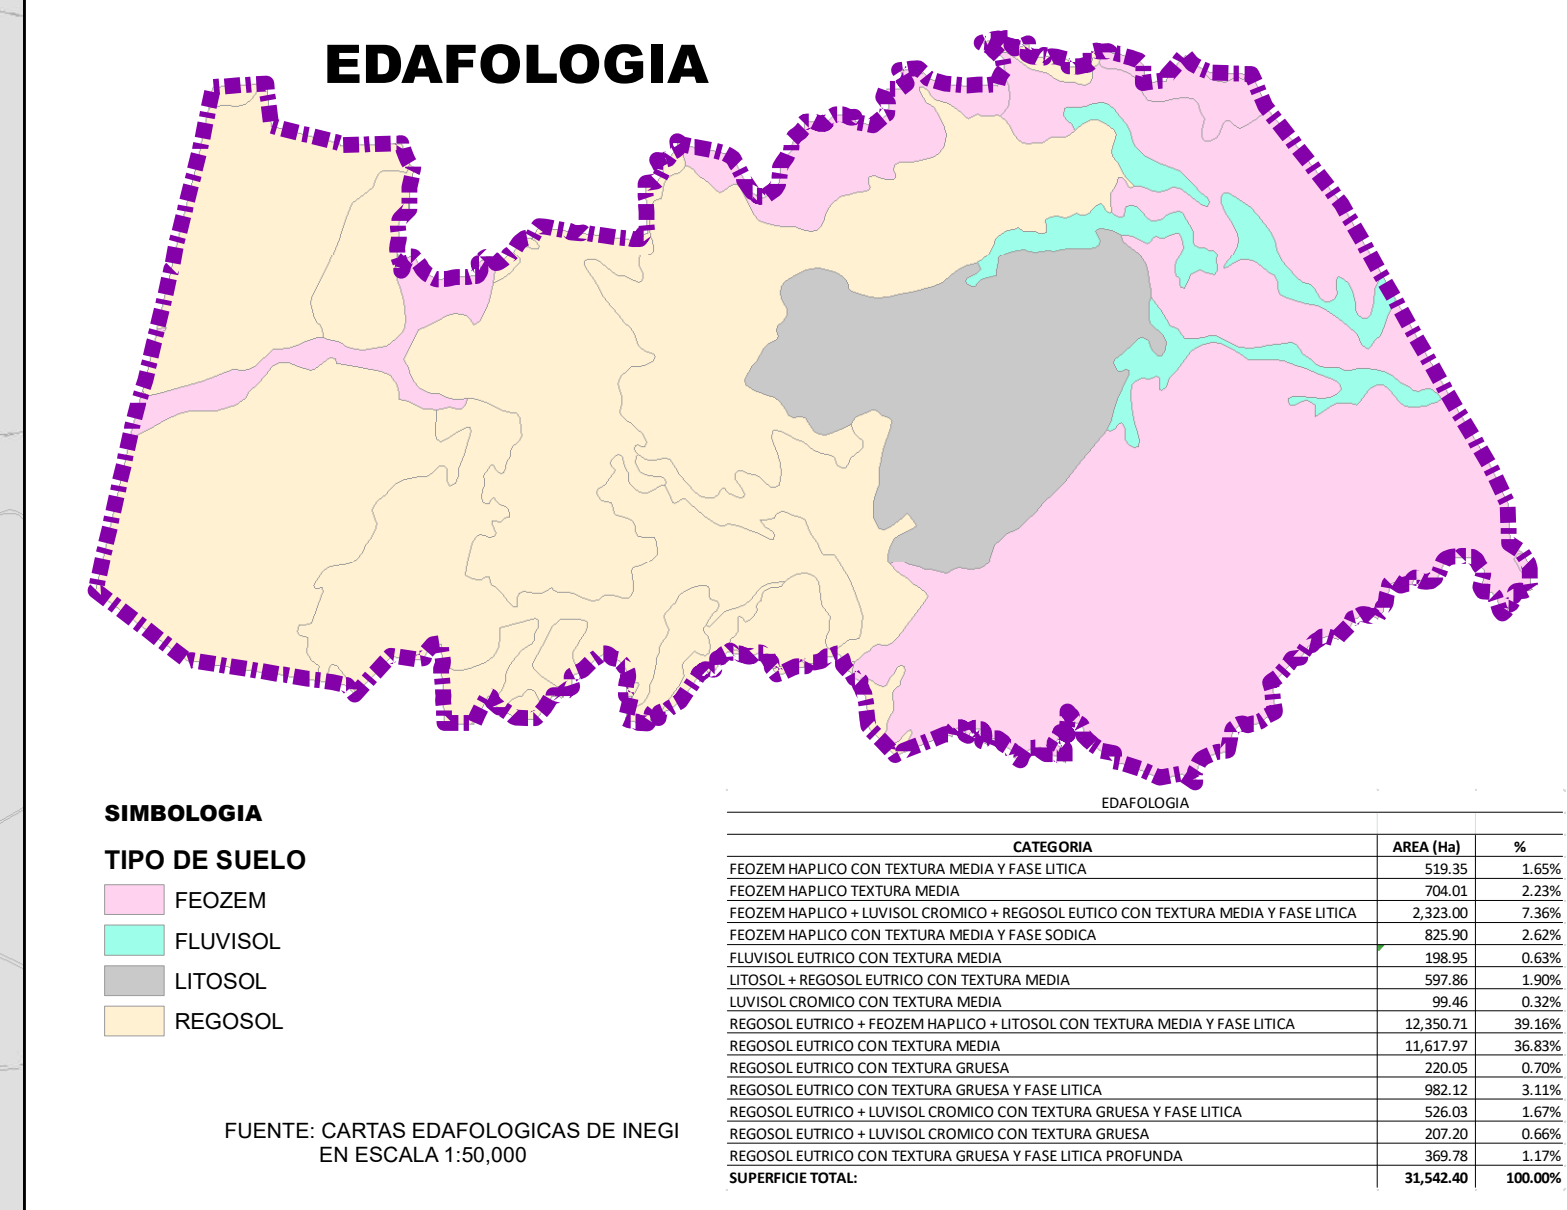 EDAFOLOGIA
SIMBOLOGIA
TIPO DE SUELO
FEOZEM
FLUVISOL
LITOSOL
REGOSOL
FUENTE: CARTAS EDAFOLOGICAS DE INEGI
EN ESCALA 1:50,000
EDAFOLOGIA
CATEGORIA AREA (Ha) %
FEOZEM HAPLICO CON TEXTURA MEDIA Y FASE LITICA 519.35 1.65%
FEOZEM HAPLICO TEXTURA MEDIA 704.01 2.23%
FEOZEM HAPLICO + LUVISOL CROMICO + REGOSOL EUTICO CON TEXTURA MEDIA Y FASE LITICA 2,323.00 7.36%
FEOZEM HAPLICO CON TEXTURA MEDIA Y FASE SODICA 825.90 2.62%
FLUVISOL EUTRICO CON TEXTURA MEDIA 198.95 0.63%
LITOSOL + REGOSOL EUTRICO CON TEXTURA MEDIA 597.86 1.90%
LUVISOL CROMICO CON TEXTURA MEDIA 99.46 0.32%
REGOSOL EUTRICO + FEOZEM HAPLICO + LITOSOL CON TEXTURA MEDIA Y FASE LITICA 12,350.71 39.16%
REGOSOL EUTRICO CON TEXTURA MEDIA 11,617.97 36.83%
REGOSOL EUTRICO CON TEXTURA GRUESA 220.05 0.70%
REGOSOL EUTRICO CON TEXTURA GRUESA Y FASE LITICA 982.12 3.11%
REGOSOL EUTRICO + LUVISOL CROMICO CON TEXTURA GRUESA Y FASE LITICA 526.03 1.67%
REGOSOL EUTRICO + LUVISOL CROMICO CON TEXTURA GRUESA 207.20 0.66%
REGOSOL EUTRICO CON TEXTURA GRUESA Y FASE LITICA PROFUNDA 369.78 1.17%
SUPERFICIE TOTAL: 31,542.40 100.00%